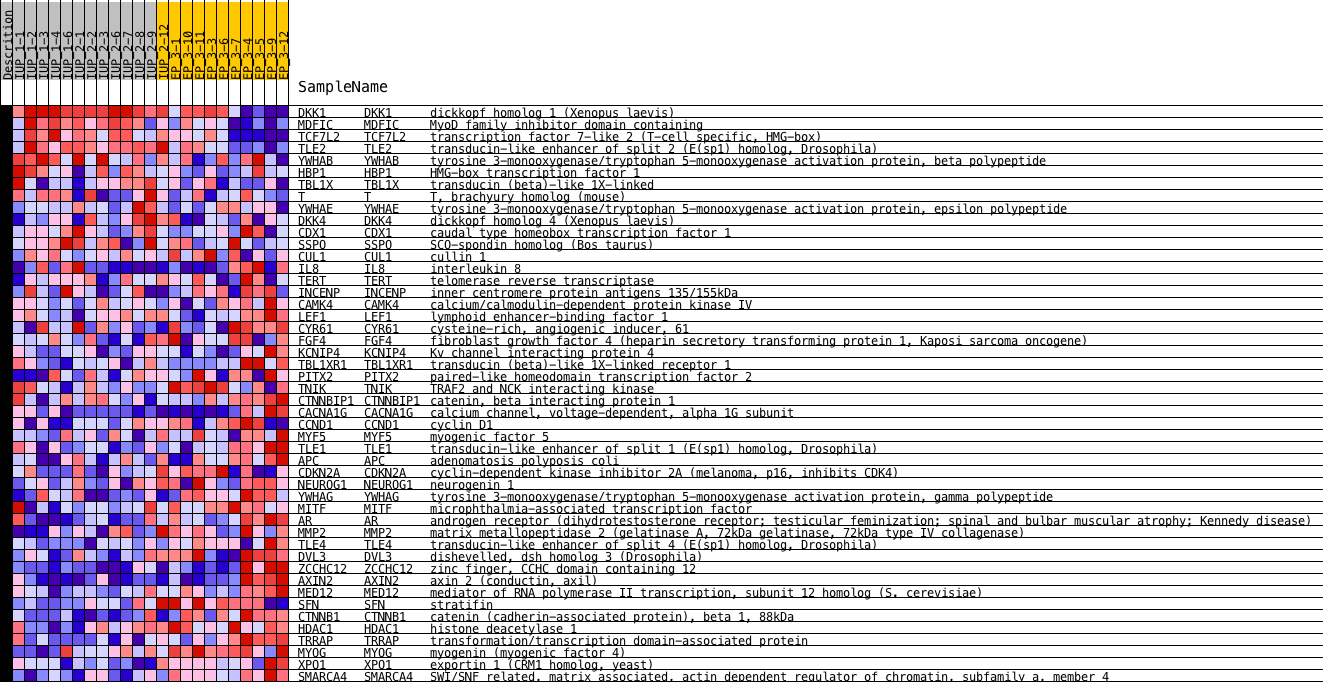 Descrition
IUP_1-1
IUP_1-2
IUP_1-3
IUP_1-4
IUP_1-6
IUP_2-1
IUP_2-2
IUP_2-3
IUP_2-6
IUP_2-7
IUP_2-8
IUP_2-9
IUP_2-12
EP_3-1
EP_3-10
EP_3-11
EP_3-3
EP_3-6
EP_3-7
EP_3-4
EP_3-5
EP_3-9
EP_3-12
SampleName
DKK1 DKK1 dickkopf homolog 1 (Xenopus laevis)
MDFIC MDFIC MyoD family inhibitor domain containing
TCF7L2 TCF7L2 transcription factor 7-like 2 (T-cell specific, HMG-box)
TLE2 TLE2 transducin-like enhancer of split 2 (E(sp1) homolog, Drosophila)
YWHAB YWHAB tyrosine 3-monooxygenase/tryptophan 5-monooxygenase activation protein, beta polypeptide
HBP1 HBP1 HMG-box transcription factor 1
TBL1X TBL1X transducin (beta)-like 1X-linked
T T T, brachyury homolog (mouse)
YWHAE YWHAE tyrosine 3-monooxygenase/tryptophan 5-monooxygenase activation protein, epsilon polypeptide
DKK4 DKK4 dickkopf homolog 4 (Xenopus laevis)
CDX1 CDX1 caudal type homeobox transcription factor 1
SSPO SSPO SCO-spondin homolog (Bos taurus)
CUL1 CUL1 cullin 1
IL8 IL8 interleukin 8
TERT TERT telomerase reverse transcriptase
INCENP INCENP inner centromere protein antigens 135/155kDa
CAMK4 CAMK4 calcium/calmodulin-dependent protein kinase IV
LEF1 LEF1 lymphoid enhancer-binding factor 1
CYR61 CYR61 cysteine-rich, angiogenic inducer, 61
FGF4 FGF4 fibroblast growth factor 4 (heparin secretory transforming protein 1, Kaposi sarcoma oncogene)
KCNIP4 KCNIP4 Kv channel interacting protein 4
TBL1XR1 TBL1XR1 transducin (beta)-like 1X-linked receptor 1
PITX2 PITX2 paired-like homeodomain transcription factor 2
TNIK TNIK TRAF2 and NCK interacting kinase
CTNNBIP1 CTNNBIP1 catenin, beta interacting protein 1
CACNA1G CACNA1G calcium channel, voltage-dependent, alpha 1G subunit
CCND1 CCND1 cyclin D1
MYF5 MYF5 myogenic factor 5
TLE1 TLE1 transducin-like enhancer of split 1 (E(sp1) homolog, Drosophila)
APC APC adenomatosis polyposis coli
CDKN2A CDKN2A cyclin-dependent kinase inhibitor 2A (melanoma, p16, inhibits CDK4)
NEUROG1 NEUROG1 neurogenin 1
YWHAG YWHAG tyrosine 3-monooxygenase/tryptophan 5-monooxygenase activation protein, gamma polypeptide
MITF MITF microphthalmia-associated transcription factor
AR AR androgen receptor (dihydrotestosterone receptor; testicular feminization; spinal and bulbar muscular atrophy; Kennedy disease)
MMP2 MMP2 matrix metallopeptidase 2 (gelatinase A, 72kDa gelatinase, 72kDa type IV collagenase)
TLE4 TLE4 transducin-like enhancer of split 4 (E(sp1) homolog, Drosophila)
DVL3 DVL3 dishevelled, dsh homolog 3 (Drosophila)
ZCCHC12 ZCCHC12 zinc finger, CCHC domain containing 12
AXIN2 AXIN2 axin 2 (conductin, axil)
MED12 MED12 mediator of RNA polymerase II transcription, subunit 12 homolog (S. cerevisiae)
SFN SFN stratifin
CTNNB1 CTNNB1 catenin (cadherin-associated protein), beta 1, 88kDa
HDAC1 HDAC1 histone deacetylase 1
TRRAP TRRAP transformation/transcription domain-associated protein
MYOG MYOG myogenin (myogenic factor 4)
XPO1 XPO1 exportin 1 (CRM1 homolog, yeast)
SMARCA4 SMARCA4 SWI/SNF related, matrix associated, actin dependent regulator of chromatin, subfamily a, member 4